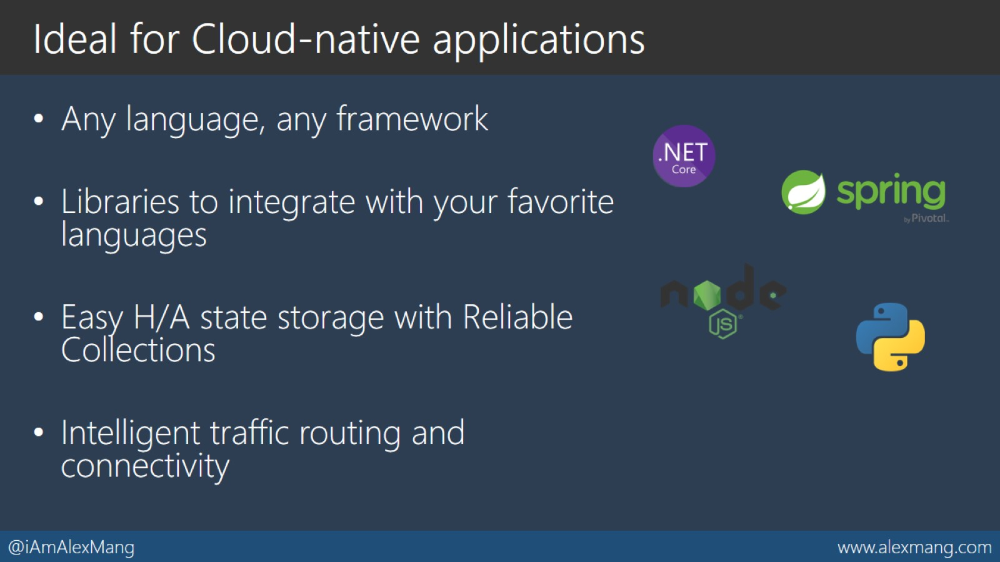 Ideal for Cloud-native applications
• Any language, any framework
• Libraries to integrate with your favorite
languages
• Easy H/A state storage with Reliable
Collections
• Intelligent traffic routing and
connectivity
.NET
Core
spring
by Pivotal™
node
JS®
@iAmAlexMang
www.alexmang.com